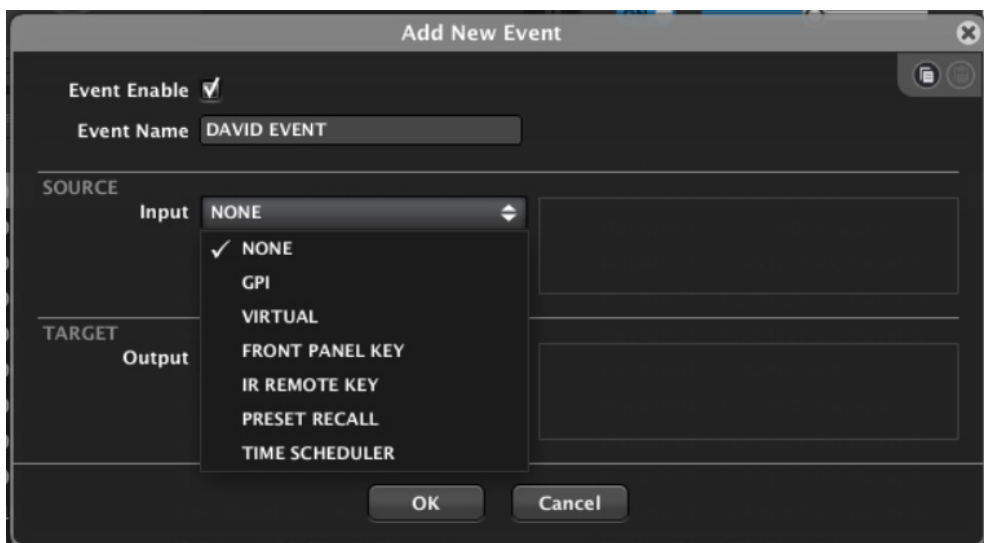 ON
Add New Event
Event Enable
Event Name DAVID EVENT
SOURCE
Input NONE
NONE
GPI
VIRTUAL
TARGET
FRONT PANEL KEY
Output
IR REMOTE KEY
PRESET RECALL
TIME SCHEDULER
OK Cancel